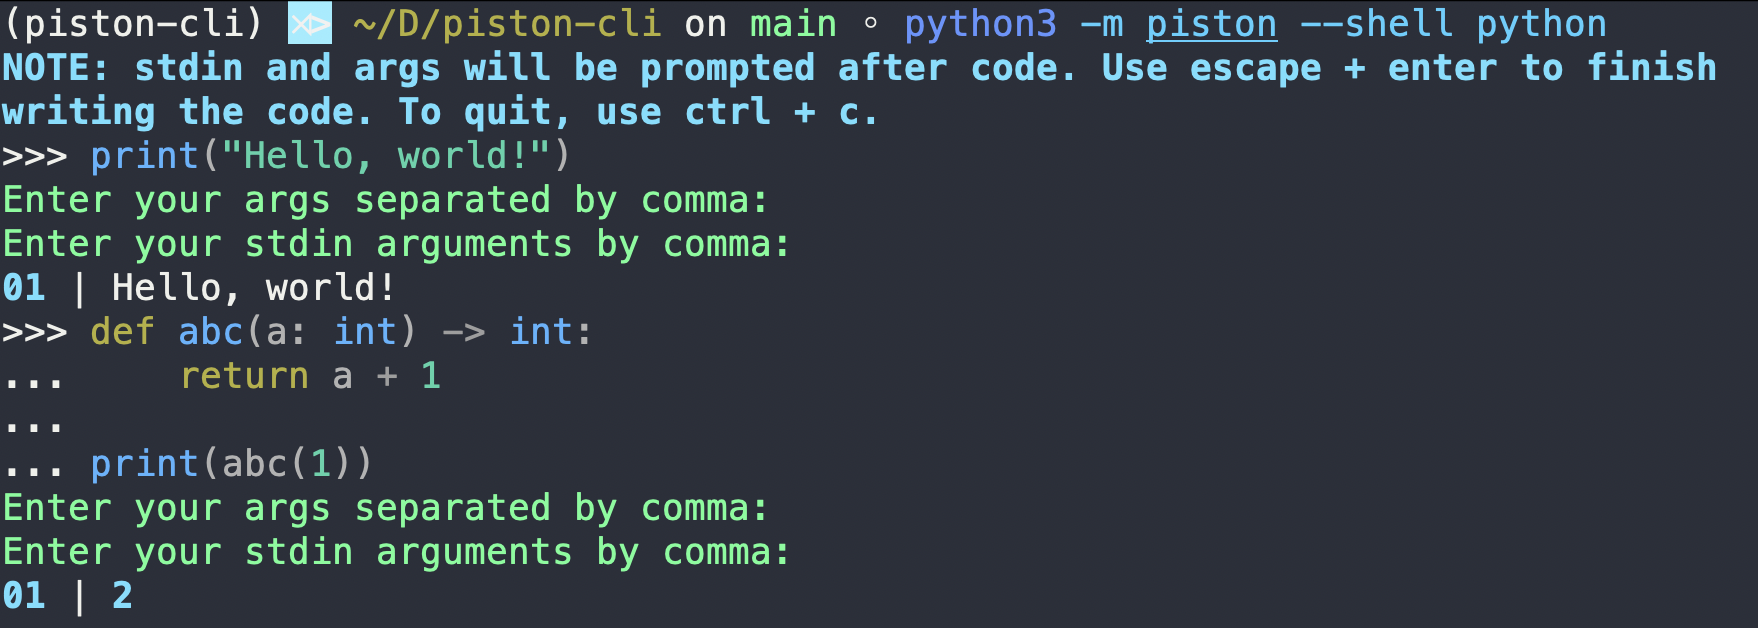 (piston-cli) ~/D/piston-cli on main ◦ python3 -m piston --shell python
NOTE: stdin and args will be prompted after code. Use escape + enter to finish
writing the code. To quit, use ctrl + c.
>>> print("Hello, world!")
Enter your args separated by comma:
Enter your stdin arguments by comma:
01 | Hello, world!
>>> def abc(a: int) -> int:
...     return a + 1
...
... print(abc(1))
Enter your args separated by comma:
Enter your stdin arguments by comma:
01 | 2